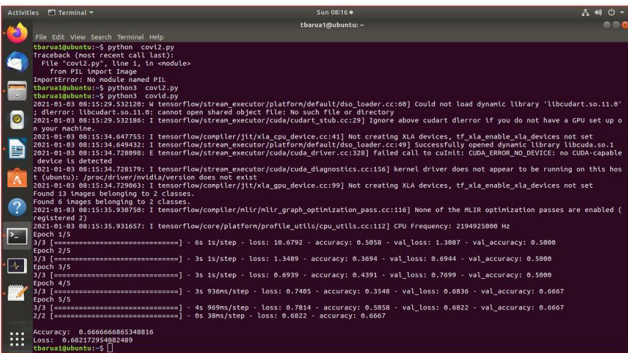 Activities
Terminal
Sun 08:16
tbarua1@ubuntu: ~
File Edit View Search Terminal Help
tbarua1@ubuntu:~$ python  covi2.py
Traceback (most recent call last):
  File "covi2.py", line 1, in <module>
    from PIL import Image
ImportError: No module named PIL
tbarua1@ubuntu:~$ python3  covi2.py
tbarua1@ubuntu:~$ python3  covid.py
2021-01-03 08:15:29.532120: W tensorflow/stream_executor/platform/default/dso_loader.cc:60] Could not load dynamic library 'libcudart.so.11.0'
; dlerror: libcudart.so.11.0: cannot open shared object file: No such file or directory
2021-01-03 08:15:29.532186: I tensorflow/stream_executor/cuda/cudart_stub.cc:29] Ignore above cudart dlerror if you do not have a GPU set up o
n your machine.
2021-01-03 08:15:34.647755: I tensorflow/compiler/jit/xla_cpu_device.cc:41] Not creating XLA devices, tf_xla_enable_xla_devices not set
2021-01-03 08:15:34.649432: I tensorflow/stream_executor/platform/default/dso_loader.cc:49] Successfully opened dynamic library libcuda.so.1
2021-01-03 08:15:34.728098: E tensorflow/stream_executor/cuda/cuda_driver.cc:328] failed call to cuInit: CUDA_ERROR_NO_DEVICE: no CUDA-capable
 device is detected
2021-01-03 08:15:34.728179: I tensorflow/stream_executor/cuda/cuda_diagnostics.cc:156] kernel driver does not appear to be running on this hos
t (ubuntu): /proc/driver/nvidia/version does not exist
2021-01-03 08:15:34.729063: I tensorflow/compiler/jit/xla_gpu_device.cc:99] Not creating XLA devices, tf_xla_enable_xla_devices not set
Found 13 images belonging to 2 classes.
Found 6 images belonging to 2 classes.
2021-01-03 08:15:35.930750: I tensorflow/compiler/mlir/mlir_graph_optimization_pass.cc:116] None of the MLIR optimization passes are enabled (
registered 2)
2021-01-03 08:15:35.931657: I tensorflow/core/platform/profile_utils/cpu_utils.cc:112] CPU Frequency: 2194925000 Hz
Epoch 1/5
3/3 [==============================] - 6s 1s/step - loss: 10.6792 - accuracy: 0.5058 - val_loss: 1.3087 - val_accuracy: 0.5000
Epoch 2/5
3/3 [==============================] - 3s 1s/step - loss: 1.3489 - accuracy: 0.3694 - val_loss: 0.6944 - val_accuracy: 0.5000
Epoch 3/5
3/3 [==============================] - 3s 1s/step - loss: 0.6939 - accuracy: 0.4391 - val_loss: 0.7699 - val_accuracy: 0.5000
Epoch 4/5
3/3 [==============================] - 3s 936ms/step - loss: 0.7405 - accuracy: 0.3548 - val_loss: 0.6836 - val_accuracy: 0.6667
Epoch 5/5
3/3 [==============================] - 4s 969ms/step - loss: 0.7814 - accuracy: 0.5058 - val_loss: 0.6822 - val_accuracy: 0.6667
2/2 [==============================] - 0s 38ms/step - loss: 0.6822 - accuracy: 0.6667
Accuracy:  0.6666666865348816
Loss:  0.682172954082489
tbarua1@ubuntu:~$